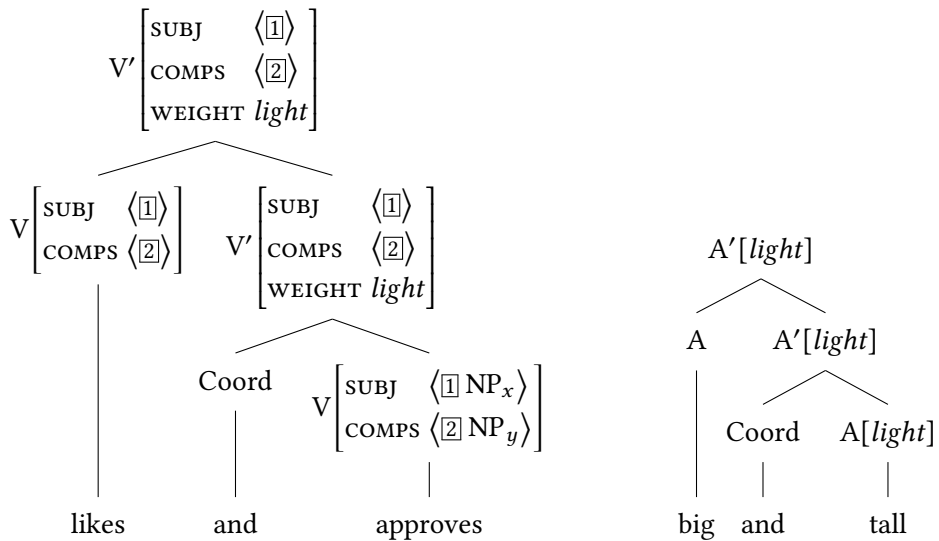 V′[SUBJ ⟨[1]⟩
COMPS ⟨[2]⟩
WEIGHT light]
V[SUBJ ⟨[1]⟩
COMPS ⟨[2]⟩]
V′[SUBJ ⟨[1]⟩
COMPS ⟨[2]⟩
WEIGHT light]
Coord
V[SUBJ ⟨[1] NPₓ⟩
COMPS ⟨[2] NP_y⟩]
likes and approves
A′[light]
A A′[light]
Coord A[light]
big and tall